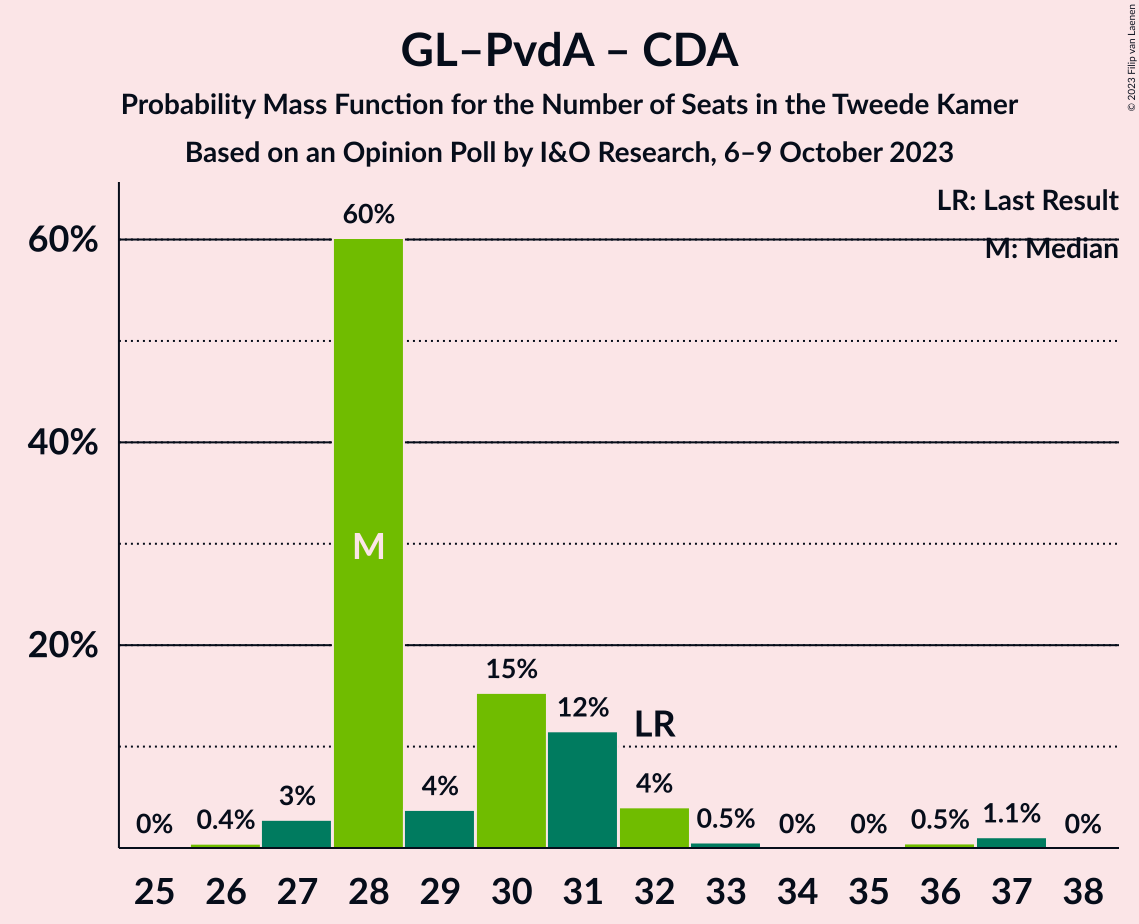 GL–PvdA – CDA
Probability Mass Function for the Number of Seats in the Tweede Kamer
Based on an Opinion Poll by I&O Research, 6–9 October 2023
© 2023 Filip van Laenen
LR: Last Result
M: Median
60%
40%
20%
0%
0.4%
3%
60%
M
4%
15%
12%
LR
4%
0.5%
0%
0%
0.5%
1.1%
0%
25 26 27 28 29 30 31 32 33 34 35 36 37 38